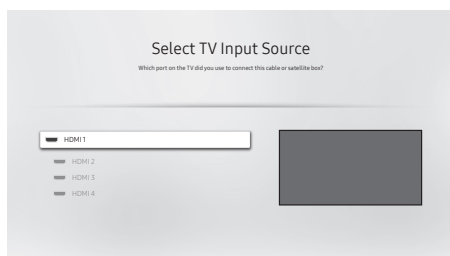 Select TV Input Source
Which port on the TV did you use to connect this cable or satellite box?
HDMI 1
HDMI 2
HDMI 3
HDMI 4